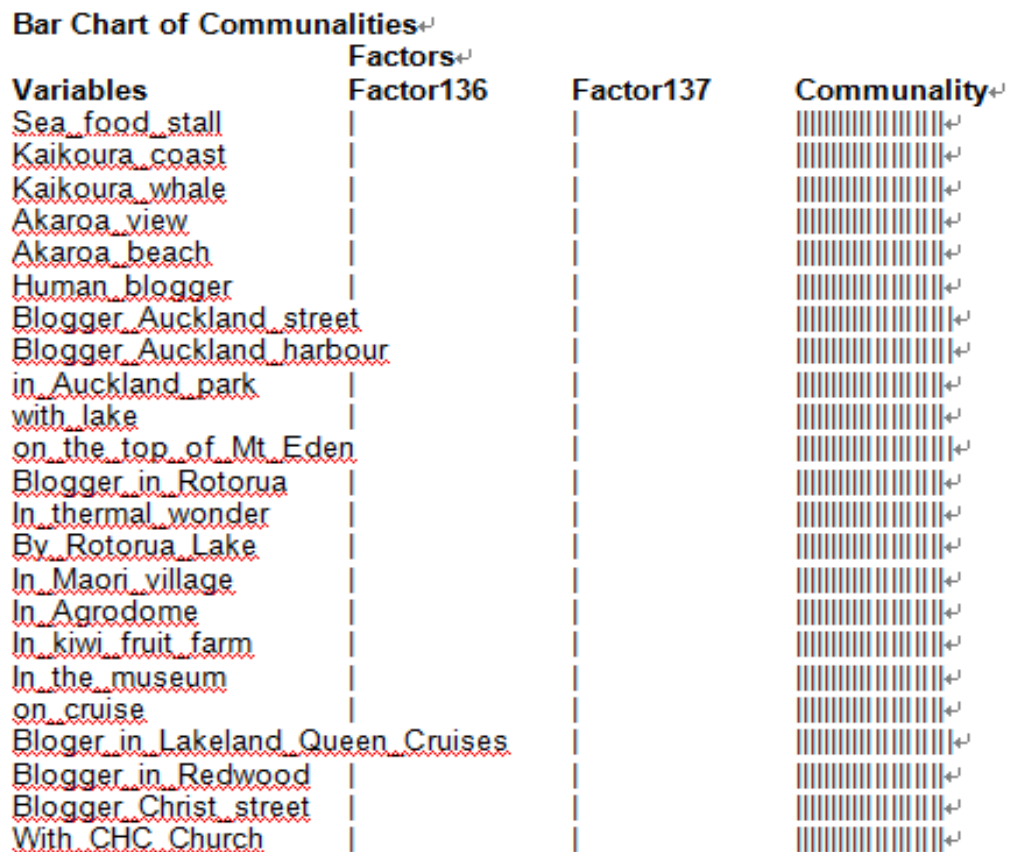 Bar Chart of Communalities↵
Factors↵
Variables Factor136 Factor137 Communality↵
Sea_food_stall | | ||||||||||||||||||||↵
Kaikoura_coast | | ||||||||||||||||||||↵
Kaikoura_whale | | ||||||||||||||||||||↵
Akaroa_view | | ||||||||||||||||||||↵
Akaroa_beach | | ||||||||||||||||||||↵
Human_blogger | | ||||||||||||||||||||↵
Blogger_Auckland_street | |||||||||||||||||||||↵
Blogger_Auckland_harbour | |||||||||||||||||||||↵
in_Auckland_park | | ||||||||||||||||||||↵
with_lake | | ||||||||||||||||||||↵
on_the_top_of_Mt_Eden | |||||||||||||||||||||↵
Blogger_in_Rotorua | | ||||||||||||||||||||↵
In_thermal_wonder | | ||||||||||||||||||||↵
By_Rotorua_Lake | | ||||||||||||||||||||↵
In_Maori_village | | ||||||||||||||||||||↵
In_Agrodome | | ||||||||||||||||||||↵
In_kiwi_fruit_farm | | ||||||||||||||||||||↵
In_the_museum | | ||||||||||||||||||||↵
on_cruise | | ||||||||||||||||||||↵
Bloger_in_Lakeland_Queen_Cruises | |||||||||||||||||||||↵
Blogger_in_Redwood | | ||||||||||||||||||||↵
Blogger_Christ_street | | ||||||||||||||||||||↵
With_CHC_Church | | ||||||||||||||||||||↵